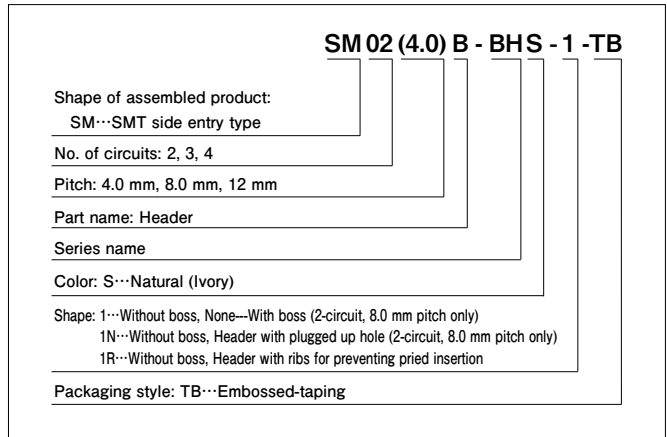 SM 02 (4.0) B - BH S - 1 -TB
Shape of assembled product:
SM⋯SMT side entry type
No. of circuits: 2, 3, 4
Pitch: 4.0 mm, 8.0 mm, 12 mm
Part name: Header
Series name
Color: S⋯Natural (Ivory)
Shape: 1⋯Without boss, None---With boss (2-circuit, 8.0 mm pitch only)
1N⋯Without boss, Header with plugged up hole (2-circuit, 8.0 mm pitch only)
1R⋯Without boss, Header with ribs for preventing pried insertion
Packaging style: TB⋯Embossed-taping